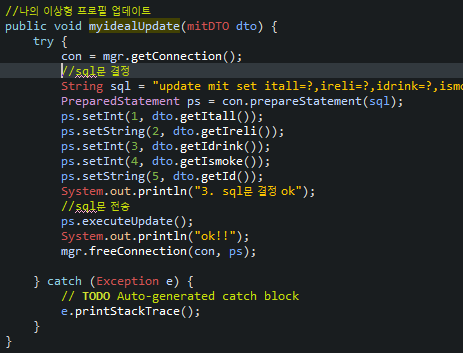 //나의 이상형 프로필 업데이트
public void myidealUpdate(mitDTO dto) {
try {
con = mgr.getConnection();
//sql문 결정
String sql = "update mit set itall=?,ireli=?,idrink=?,ismo
PreparedStatement ps = con.prepareStatement(sql);
ps.setInt(1, dto.getItall());
ps.setString(2, dto.getIreli());
ps.setInt(3, dto.getIdrink());
ps.setInt(4, dto.getIsmoke());
ps.setString(5, dto.getId());
System.out.println("3. sql문 결정 ok");
//sql문 전송
ps.executeUpdate();
System.out.println("ok!!");
mgr.freeConnection(con, ps);
} catch (Exception e) {
// TODO Auto-generated catch block
e.printStackTrace();
}
}